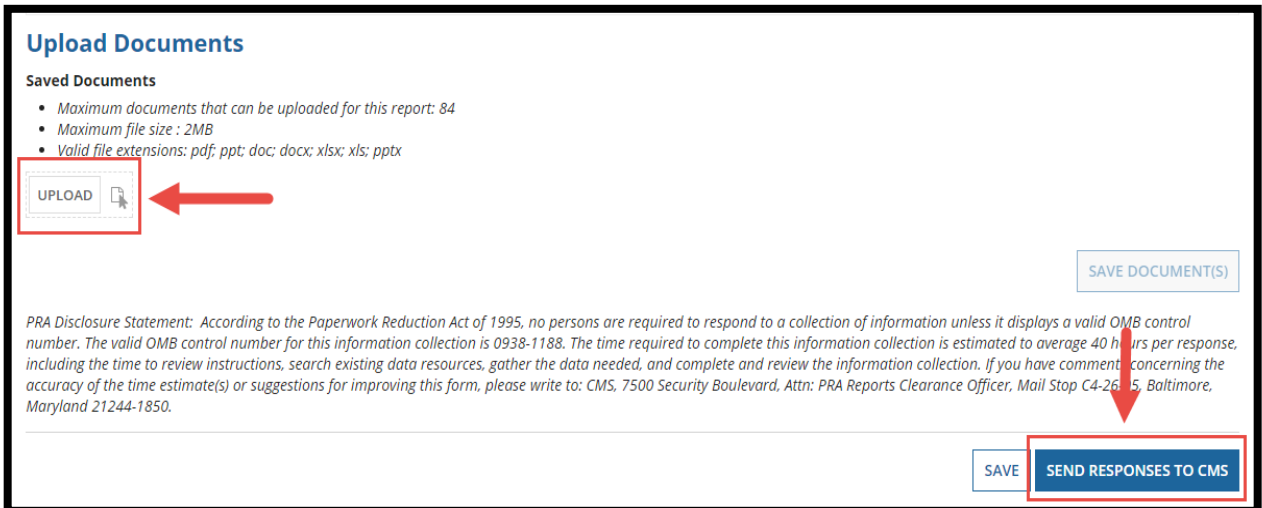 Upload Documents
Saved Documents
• Maximum documents that can be uploaded for this report: 84
• Maximum file size : 2MB
• Valid file extensions: pdf; ppt; doc; docx; xlsx; xls; pptx
UPLOAD
SAVE DOCUMENT(S)
PRA Disclosure Statement: According to the Paperwork Reduction Act of 1995, no persons are required to respond to a collection of information unless it displays a valid OMB control
number. The valid OMB control number for this information collection is 0938-1188. The time required to complete this information collection is estimated to average 40 hours per response,
including the time to review instructions, search existing data resources, gather the data needed, and complete and review the information collection. If you have comments concerning the
accuracy of the time estimate(s) or suggestions for improving this form, please write to: CMS, 7500 Security Boulevard, Attn: PRA Reports Clearance Officer, Mail Stop Baltimore,
Maryland 21244-1850.
SAVE
SEND RESPONSES TO CMS